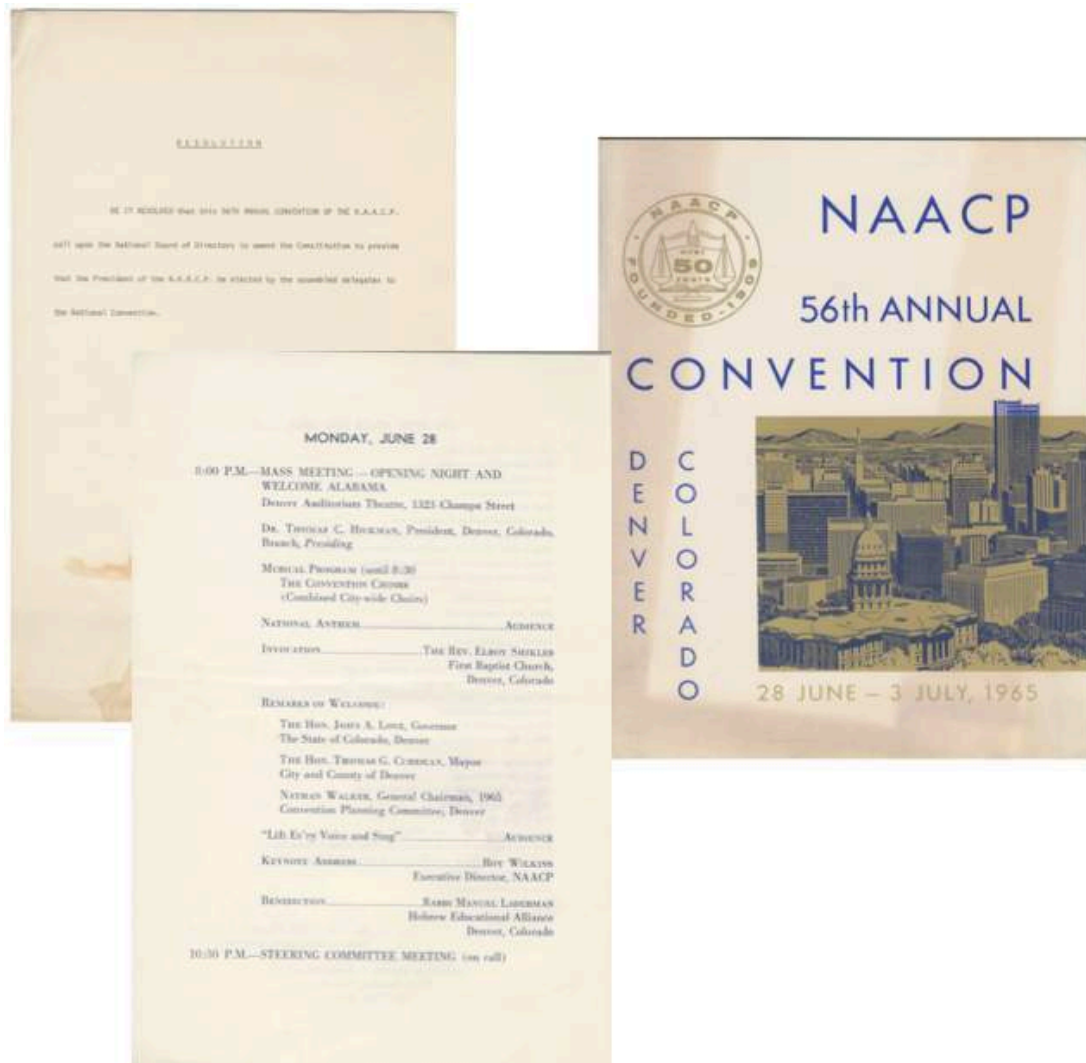 RESOLUTION
BE IT RESOLVED that this 56TH ANNUAL CONVENTION OF THE N.A.A.C.P.
call upon the National Board of Directors to amend the Constitution to provide
that the President of the N.A.A.C.P. be elected by the assembled delegates to
the National Convention.
MONDAY, JUNE 28
8:00 P.M.—MASS MEETING – OPENING NIGHT AND
WELCOME ALABAMA
Denver Auditorium Theatre, 1323 Champa Street
DR. THOMAS C. HICKMAN, President, Denver, Colorado,
Branch, Presiding
MUSICAL PROGRAM (until 8:30)
THE CONVENTION CHOIRS
(Combined City-wide Choirs)
NATIONAL ANTHEM AUDIENCE
INVOCATION THE REV. ELROY SHIKLES
First Baptist Church,
Denver, Colorado
REMARKS OF WELCOME:
THE HON. JOHN A. LOVE, Governor
The State of Colorado, Denver
THE HON. THOMAS G. CURRIGAN, Mayor
City and County of Denver
NATHAN WALKER, General Chairman, 1965
Convention Planning Committee, Denver
"Lift Ev'ry Voice and Sing" AUDIENCE
KEYNOTE ADDRESS ROY WILKINS
Executive Director, NAACP
BENEDICTION RABBI MANUEL LADERMAN
Hebrew Educational Alliance
Denver, Colorado
10:30 P.M.—STEERING COMMITTEE MEETING (on call)
NAACP
FOUNDED-1909
50
YEARS
NAACP
56th ANNUAL
CONVENTION
DENVER
COLORADO
28 JUNE – 3 JULY, 1965